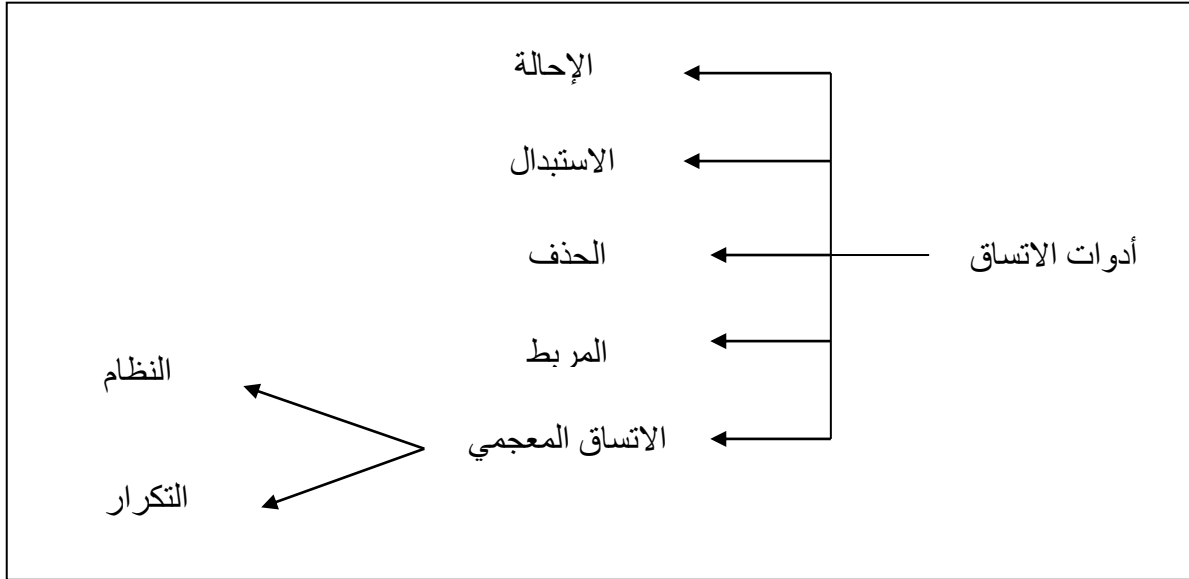 أدوات الاتساق
الإحالة
الاستبدال
الحذف
المربط
الاتساق المعجمي
النظام
التكرار